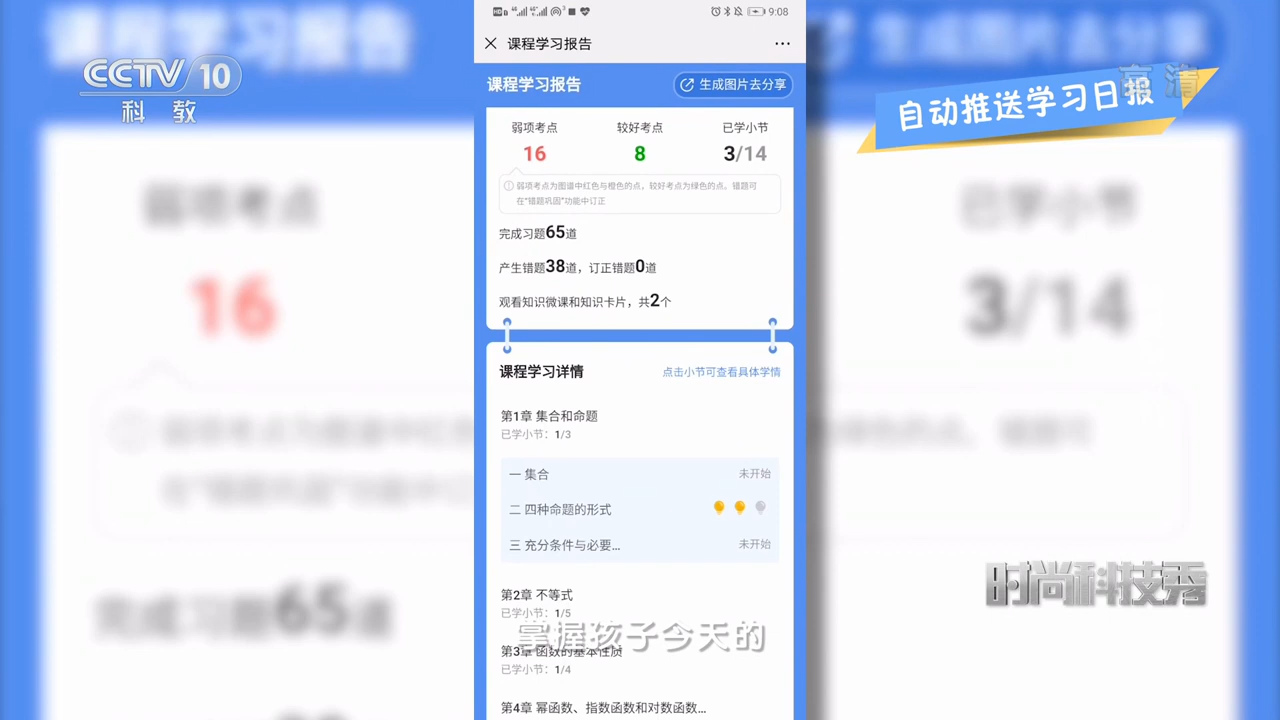 CCTV 10
科 教
高清
自动推送学习日报
9:08
课程学习报告
课程学习报告
生成图片去分享
弱项考点 较好考点 已学小节
16 8 3/14
弱项考点为图谱中红色与橙色的点，较好考点为绿色的点。错题可
在“错题巩固”功能中订正
完成习题65道
产生错题38道，订正错题0道
观看知识微课和知识卡片，共2个
课程学习详情 点击小节可查看具体学情
第1章 集合和命题
已学小节：1/3
一 集合 未开始
二 四种命题的形式
三 充分条件与必要... 未开始
第2章 不等式
已学小节：1/5
掌握孩子今天的
第3章 函数的基本性质
已学小节：1/4
第4章 幂函数、指数函数和对数函数...
时尚科技秀